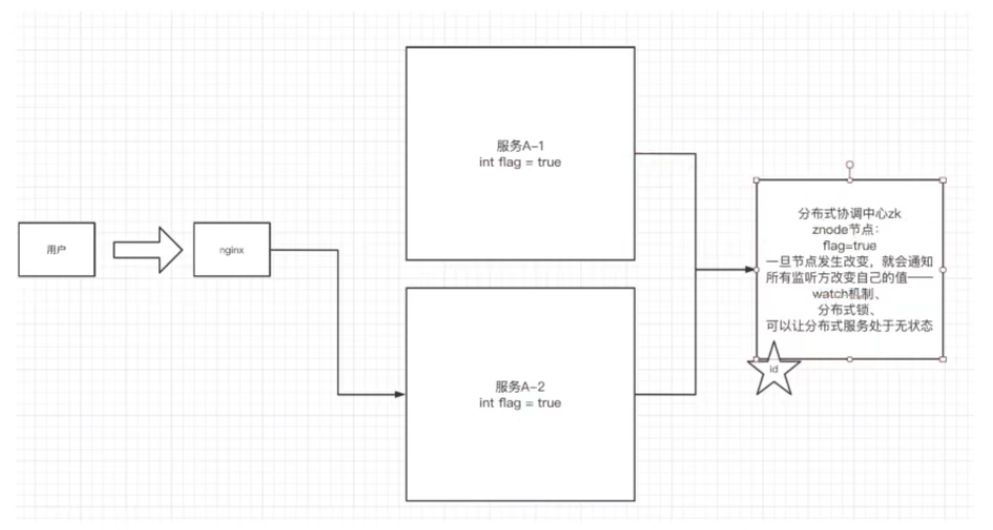 用户
nginx
服务A-1
int flag = true
服务A-2
int flag = true
分布式协调中心zk
znode节点：
flag=true
一旦节点发生改变，就会通知
所有监听方改变自己的值——
watch机制、
分布式锁、
可以让分布式服务处于无状态
id